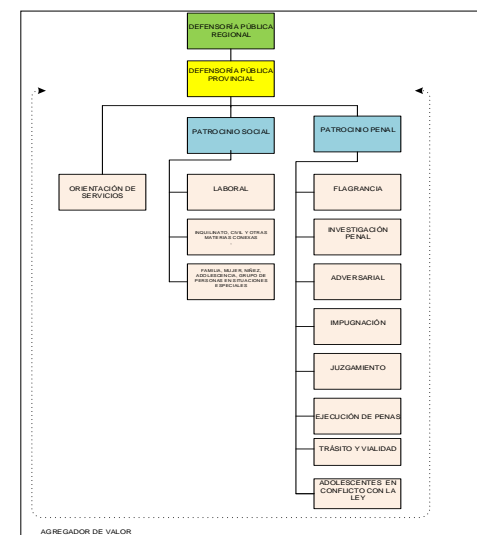 DEFENSORÍA PÚBLICA
REGIONAL
DEFENSORÍA PÚBLICA
PROVINCIAL
PATROCINIO SOCIAL
PATROCINIO PENAL
ORIENTACIÓN DE
SERVICIOS
LABORAL
INQUILINATO, CIVIL Y OTRAS
MATERIAS CONEXAS
.
FAMILIA, MUJER, NIÑEZ,
ADOLESCENCIA, GRUPO DE
PERSONAS EN SITUACIONES
ESPECIALES
FLAGRANCIA
INVESTIGACIÓN
PENAL
ADVERSARIAL
IMPUGNACIÓN
JUZGAMIENTO
EJECUCIÓN DE PENAS
TRÁSITO Y VIALIDAD
ADOLESCENTES EN
CONFLICTO CON LA
LEY
AGREGADOR DE VALOR